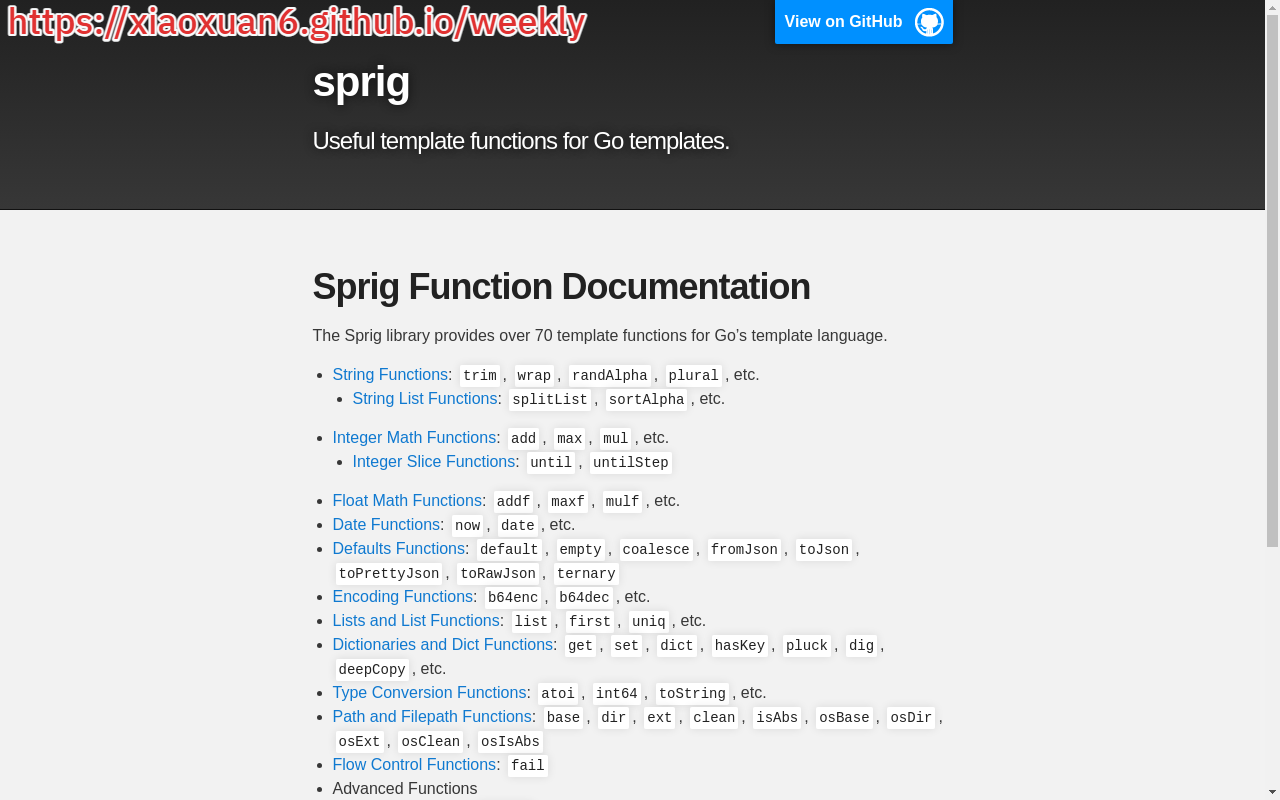 https://xiaoxuan6.github.io/weekly
View on GitHub
sprig
Useful template functions for Go templates.
Sprig Function Documentation
The Sprig library provides over 70 template functions for Go’s template language.
String Functions: trim, wrap, randAlpha, plural, etc.
String List Functions: splitList, sortAlpha, etc.
Integer Math Functions: add, max, mul, etc.
Integer Slice Functions: until, untilStep
Float Math Functions: addf, maxf, mulf, etc.
Date Functions: now, date, etc.
Defaults Functions: default, empty, coalesce, fromJson, toJson,
toPrettyJson, toRawJson, ternary
Encoding Functions: b64enc, b64dec, etc.
Lists and List Functions: list, first, uniq, etc.
Dictionaries and Dict Functions: get, set, dict, hasKey, pluck, dig,
deepCopy, etc.
Type Conversion Functions: atoi, int64, toString, etc.
Path and Filepath Functions: base, dir, ext, clean, isAbs, osBase, osDir,
osExt, osClean, osIsAbs
Flow Control Functions: fail
Advanced Functions